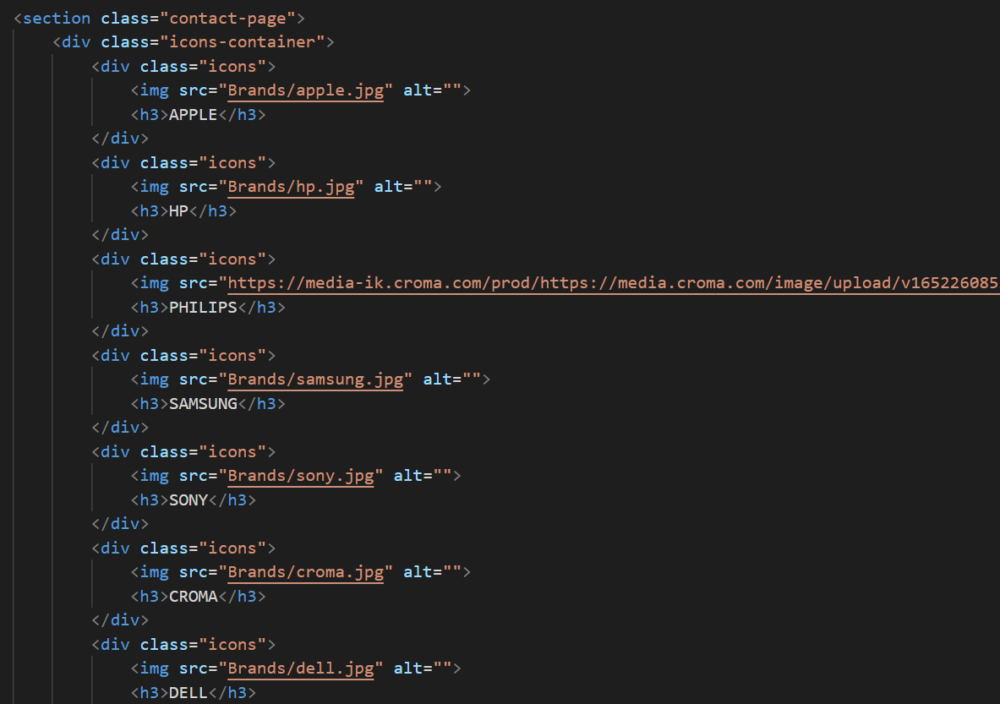 <section class="contact-page">
<div class="icons-container">
<div class="icons">
<img src="Brands/apple.jpg" alt="">
<h3>APPLE</h3>
</div>
<div class="icons">
<img src="Brands/hp.jpg" alt="">
<h3>HP</h3>
</div>
<div class="icons">
<img src="https://media-ik.croma.com/prod/https://media.croma.com/image/upload/v165226085
<h3>PHILIPS</h3>
</div>
<div class="icons">
<img src="Brands/samsung.jpg" alt="">
<h3>SAMSUNG</h3>
</div>
<div class="icons">
<img src="Brands/sony.jpg" alt="">
<h3>SONY</h3>
</div>
<div class="icons">
<img src="Brands/croma.jpg" alt="">
<h3>CROMA</h3>
</div>
<div class="icons">
<img src="Brands/dell.jpg" alt="">
<h3>DELL</h3>